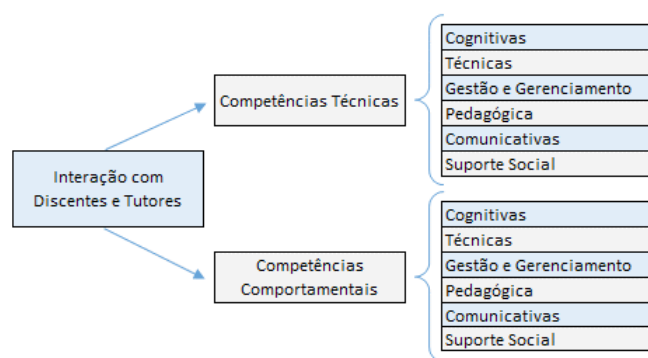 Interação com
Discentes e Tutores
Competências Técnicas
Cognitivas
Técnicas
Gestão e Gerenciamento
Pedagógica
Comunicativas
Suporte Social
Competências
Comportamentais
Cognitivas
Técnicas
Gestão e Gerenciamento
Pedagógica
Comunicativas
Suporte Social